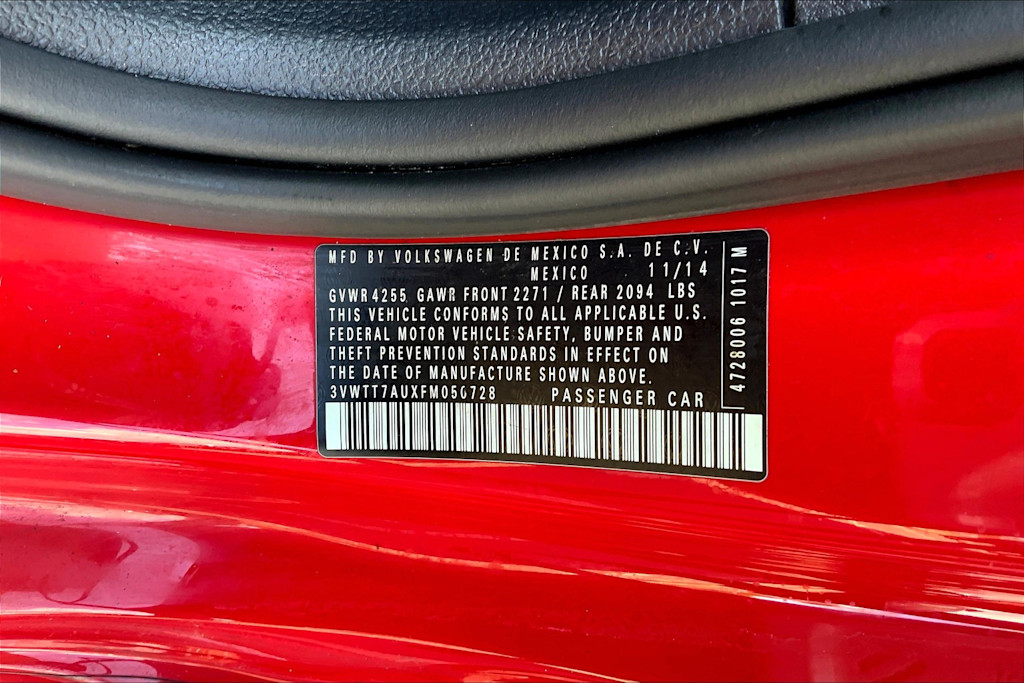 MFD BY VOLKSWAGEN DE MEXICO S.A. DE C.V.
MEXICO 11/14
GVWR 4255 GAWR FRONT 2271 / REAR 2094 LBS
THIS VEHICLE CONFORMS TO ALL APPLICABLE U.S.
FEDERAL MOTOR VEHICLE SAFETY, BUMPER AND
THEFT PREVENTION STANDARDS IN EFFECT ON
THE DATE OF MANUFACTURE SHOWN ABOVE.
3VWTT7AUXFM056728 PASSENGER CAR
4728006 1017 M